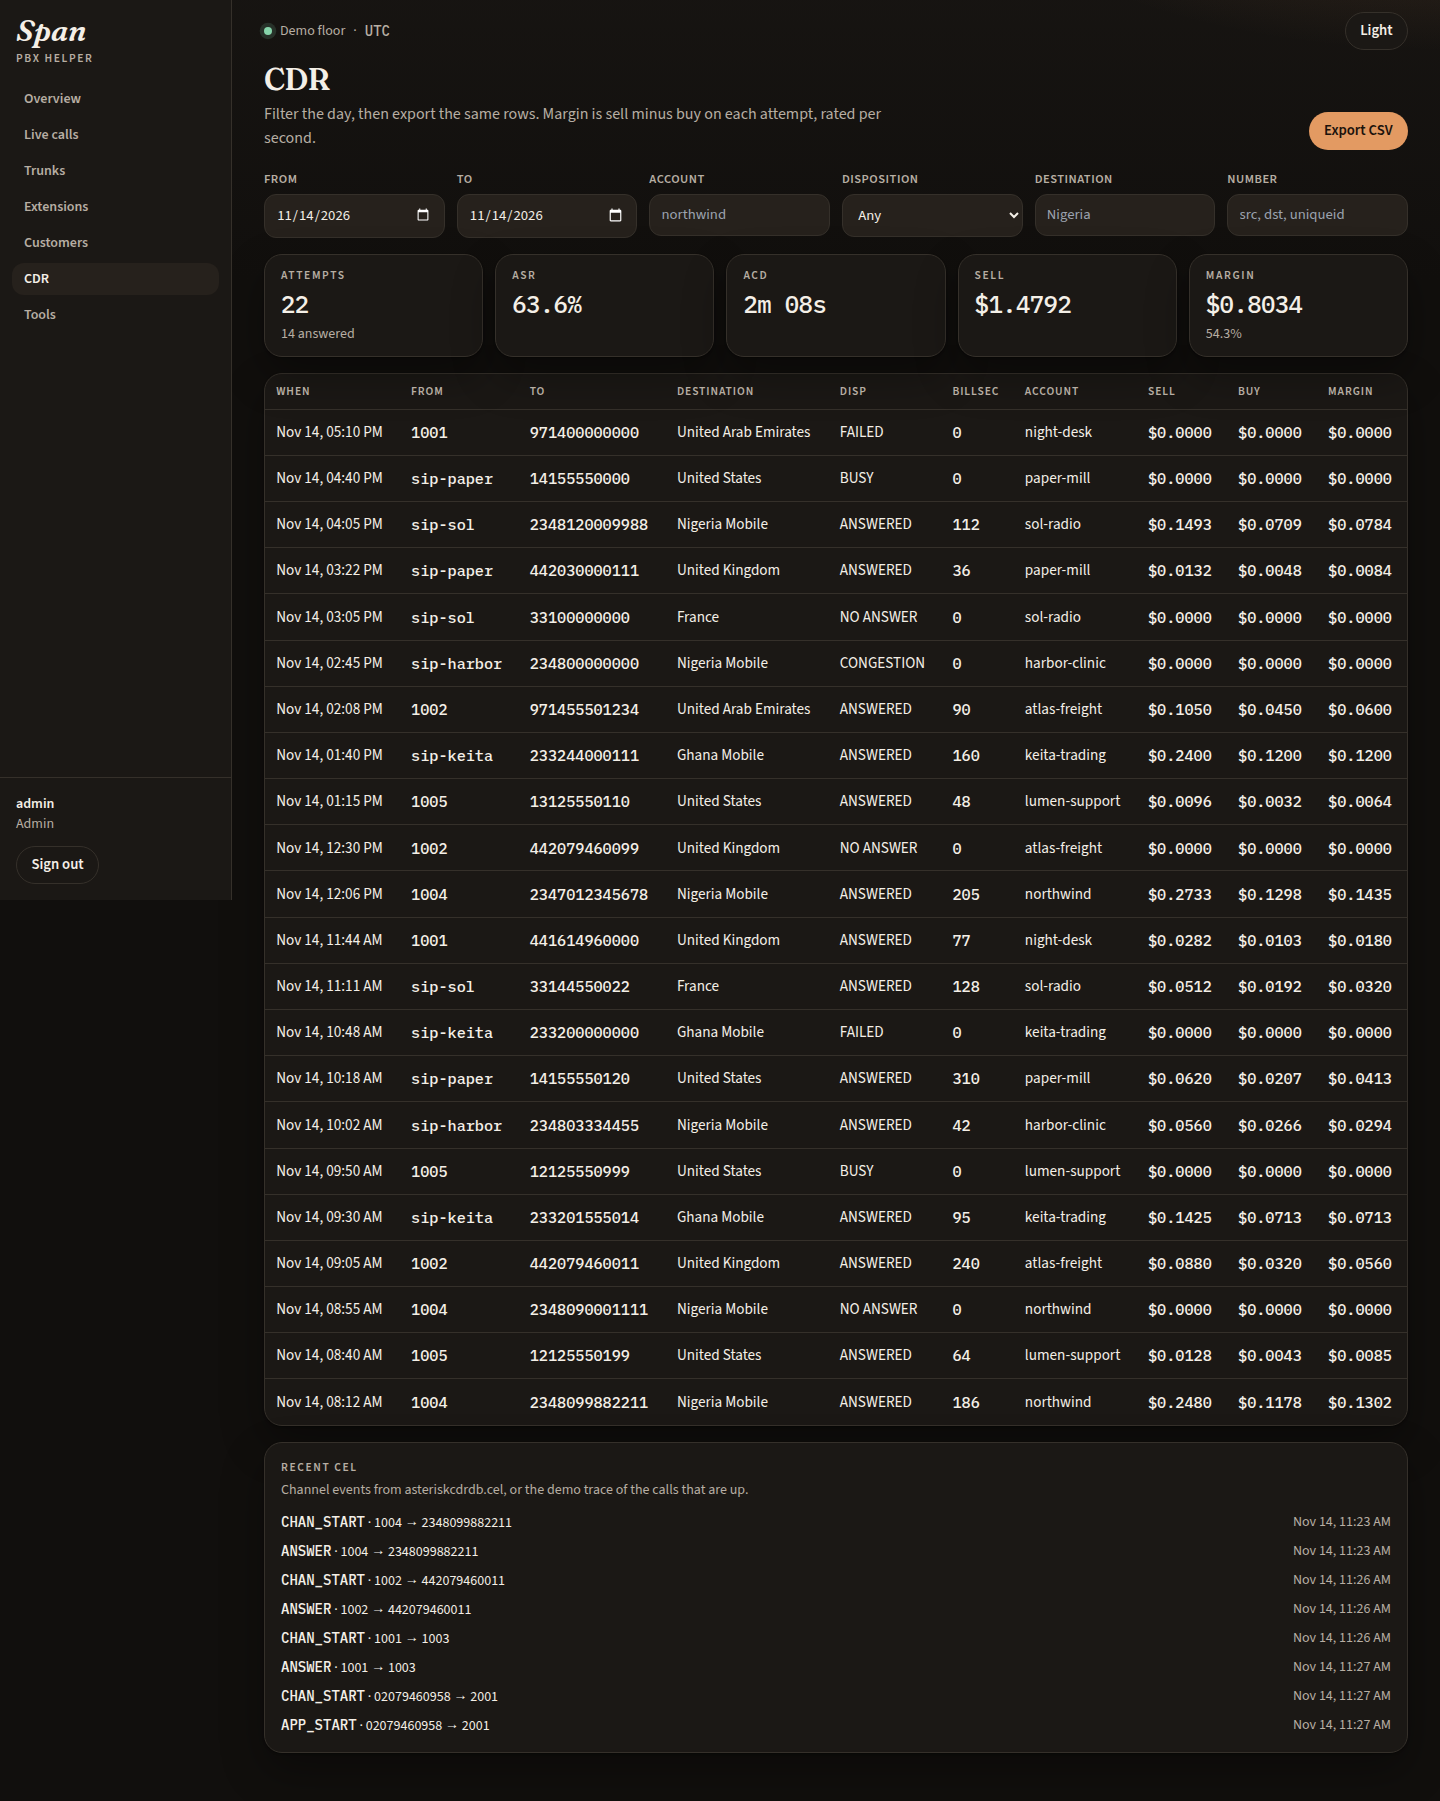 Span
PBX HELPER
Overview
Live calls
Trunks
Extensions
Customers
CDR
Tools
admin
Admin
Sign out
Demo floor · UTC
Light
CDR
Filter the day, then export the same rows. Margin is sell minus buy on each attempt, rated per
second.
Export CSV
FROM TO ACCOUNT DISPOSITION DESTINATION NUMBER
11/14/2026 11/14/2026 northwind Any Nigeria src, dst, uniqueid
ATTEMPTS ASR ACD SELL MARGIN
22 63.6% 2m 08s $1.4792 $0.8034
14 answered 54.3%
WHEN FROM TO DESTINATION DISP BILLSEC ACCOUNT SELL BUY MARGIN
Nov 14, 05:10 PM 1001 971400000000 United Arab Emirates FAILED 0 night-desk $0.0000 $0.0000 $0.0000
Nov 14, 04:40 PM sip-paper 14155550000 United States BUSY 0 paper-mill $0.0000 $0.0000 $0.0000
Nov 14, 04:05 PM sip-sol 2348120009988 Nigeria Mobile ANSWERED 112 sol-radio $0.1493 $0.0709 $0.0784
Nov 14, 03:22 PM sip-paper 442030000111 United Kingdom ANSWERED 36 paper-mill $0.0132 $0.0048 $0.0084
Nov 14, 03:05 PM sip-sol 33100000000 France NO ANSWER 0 sol-radio $0.0000 $0.0000 $0.0000
Nov 14, 02:45 PM sip-harbor 234800000000 Nigeria Mobile CONGESTION 0 harbor-clinic $0.0000 $0.0000 $0.0000
Nov 14, 02:08 PM 1002 971455501234 United Arab Emirates ANSWERED 90 atlas-freight $0.1050 $0.0450 $0.0600
Nov 14, 01:40 PM sip-keita 233244000111 Ghana Mobile ANSWERED 160 keita-trading $0.2400 $0.1200 $0.1200
Nov 14, 01:15 PM 1005 13125550110 United States ANSWERED 48 lumen-support $0.0096 $0.0032 $0.0064
Nov 14, 12:30 PM 1002 442079460099 United Kingdom NO ANSWER 0 atlas-freight $0.0000 $0.0000 $0.0000
Nov 14, 12:06 PM 1004 2347012345678 Nigeria Mobile ANSWERED 205 northwind $0.2733 $0.1298 $0.1435
Nov 14, 11:44 AM 1001 441614960000 United Kingdom ANSWERED 77 night-desk $0.0282 $0.0103 $0.0180
Nov 14, 11:11 AM sip-sol 33144550022 France ANSWERED 128 sol-radio $0.0512 $0.0192 $0.0320
Nov 14, 10:48 AM sip-keita 233200000000 Ghana Mobile FAILED 0 keita-trading $0.0000 $0.0000 $0.0000
Nov 14, 10:18 AM sip-paper 14155550120 United States ANSWERED 310 paper-mill $0.0620 $0.0207 $0.0413
Nov 14, 10:02 AM sip-harbor 234803334455 Nigeria Mobile ANSWERED 42 harbor-clinic $0.0560 $0.0266 $0.0294
Nov 14, 09:50 AM 1005 12125550999 United States BUSY 0 lumen-support $0.0000 $0.0000 $0.0000
Nov 14, 09:30 AM sip-keita 233201555014 Ghana Mobile ANSWERED 95 keita-trading $0.1425 $0.0713 $0.0713
Nov 14, 09:05 AM 1002 442079460011 United Kingdom ANSWERED 240 atlas-freight $0.0880 $0.0320 $0.0560
Nov 14, 08:55 AM 1004 2348090001111 Nigeria Mobile NO ANSWER 0 northwind $0.0000 $0.0000 $0.0000
Nov 14, 08:40 AM 1005 12125550199 United States ANSWERED 64 lumen-support $0.0128 $0.0043 $0.0085
Nov 14, 08:12 AM 1004 2348099882211 Nigeria Mobile ANSWERED 186 northwind $0.2480 $0.1178 $0.1302
RECENT CEL
Channel events from asteriskcdrdb.cel, or the demo trace of the calls that are up.
CHAN_START · 1004 → 2348099882211 Nov 14, 11:23 AM
ANSWER · 1004 → 2348099882211 Nov 14, 11:23 AM
CHAN_START · 1002 → 442079460011 Nov 14, 11:26 AM
ANSWER · 1002 → 442079460011 Nov 14, 11:26 AM
CHAN_START · 1001 → 1003 Nov 14, 11:26 AM
ANSWER · 1001 → 1003 Nov 14, 11:27 AM
CHAN_START · 02079460958 → 2001 Nov 14, 11:27 AM
APP_START · 02079460958 → 2001 Nov 14, 11:27 AM